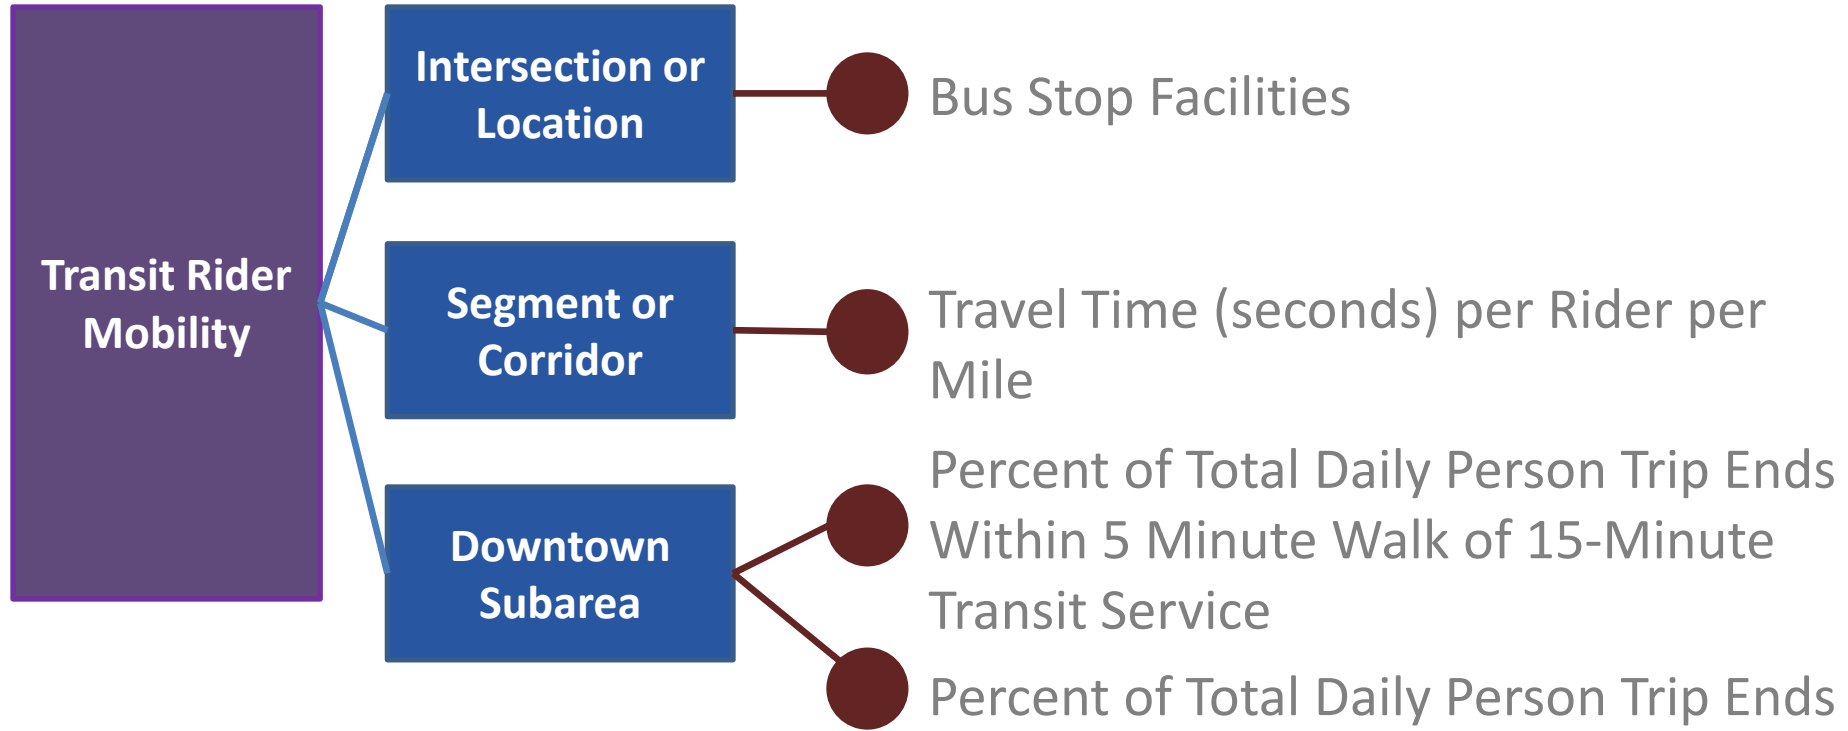 Transit Rider
Mobility
Intersection or
Location
Bus Stop Facilities
Segment or
Corridor
Travel Time (seconds) per Rider per
Mile
Downtown
Subarea
Percent of Total Daily Person Trip Ends
Within 5 Minute Walk of 15-Minute
Transit Service
Percent of Total Daily Person Trip Ends